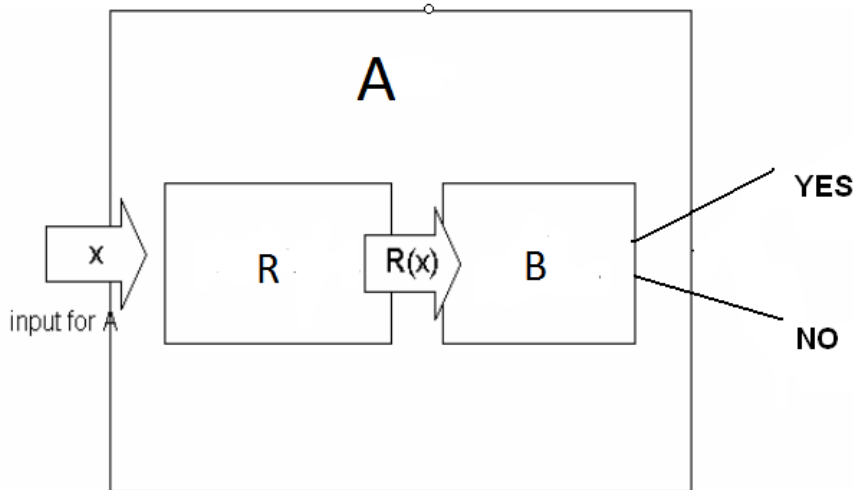 A
YES
x
R
R(x)
B
input for A
NO